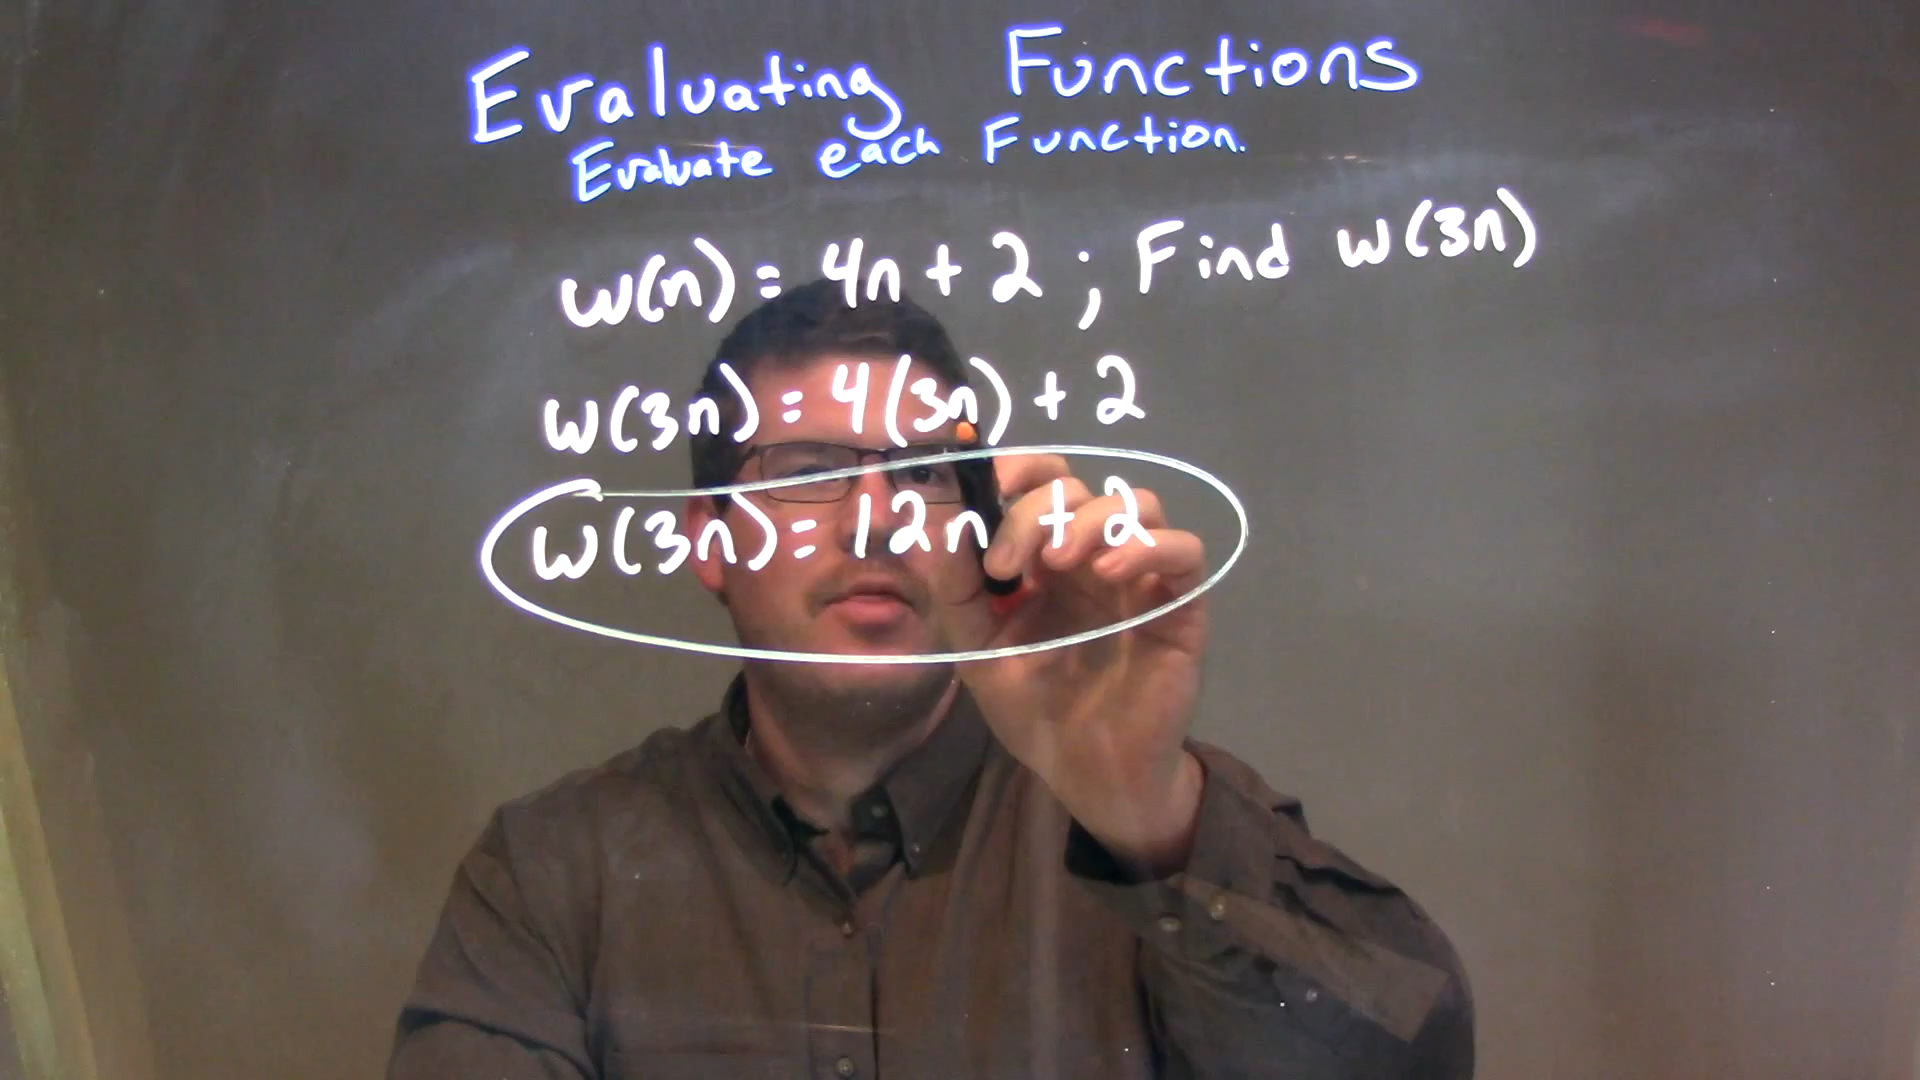 Evaluating Functions
Evaluate each Function.
w(n) = 4n + 2 ; Find w(3n)
w(3n) = 4(3n) + 2
w(3n) = 12n + 2